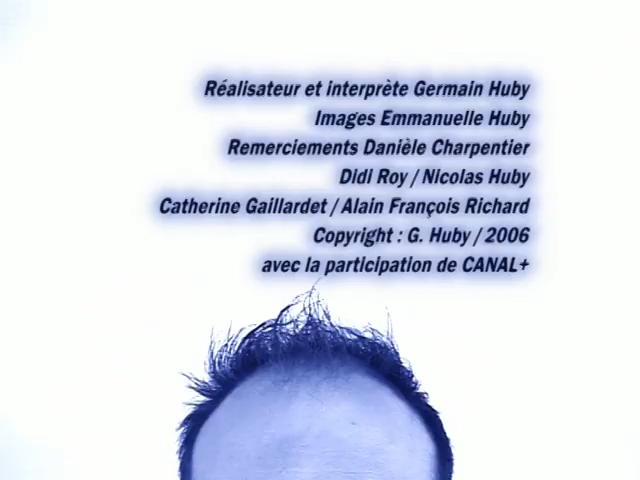 Réalisateur et interprète Germain Huby
Images Emmanuelle Huby
Remerciements Danièle Charpentier
Didi Roy / Nicolas Huby
Catherine Gaillardet / Alain François Richard
Copyright : G. Huby / 2006
avec la participation de CANAL+